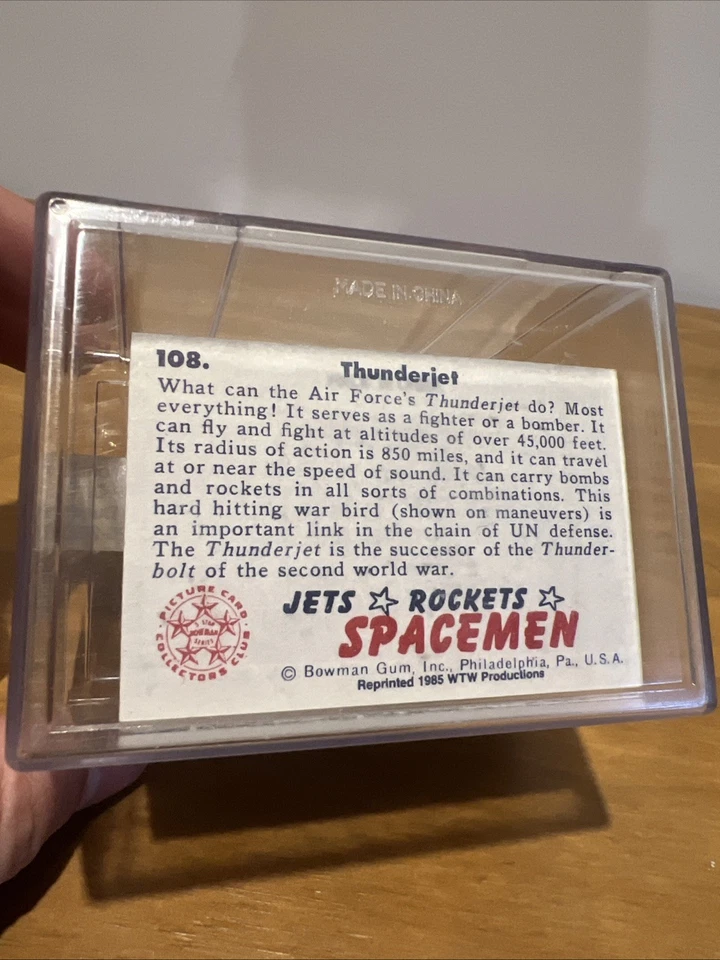 MADE IN CHINA
108.
Thunderjet
What can the Air Force's Thunderjet do? Most
everything! It serves as a fighter or a bomber. It
can fly and fight at altitudes of over 45,000 feet.
Its radius of action is 850 miles, and it can travel
at or near the speed of sound. It can carry bombs
and rockets in all sorts of combinations. This
hard hitting war bird (shown on maneuvers) is
an important link in the chain of UN defense.
The Thunderjet is the successor of the Thunder-
bolt of the second world war.
PICTURE CARD
COLLECTORS CLUB
5 STAR
BOWMAN
SERIES
JETS ROCKETS
SPACEMEN
© Bowman Gum, Inc., Philadelphia, Pa., U.S.A.
Reprinted 1985 WTW Productions